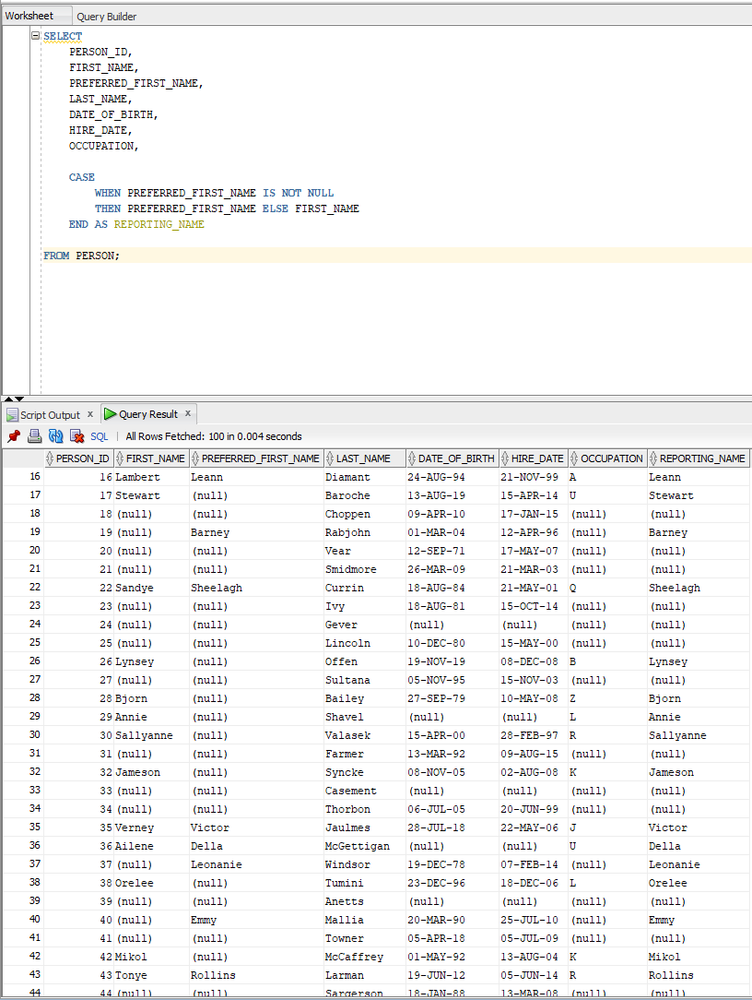 Worksheet Query Builder
SELECT
PERSON_ID,
FIRST_NAME,
PREFERRED_FIRST_NAME,
LAST_NAME,
DATE_OF_BIRTH,
HIRE_DATE,
OCCUPATION,
CASE
WHEN PREFERRED_FIRST_NAME IS NOT NULL
THEN PREFERRED_FIRST_NAME ELSE FIRST_NAME
END AS REPORTING_NAME
FROM PERSON;
Script Output x Query Result x
SQL | All Rows Fetched: 100 in 0.004 seconds
PERSON_ID FIRST_NAME PREFERRED_FIRST_NAME LAST_NAME DATE_OF_BIRTH HIRE_DATE OCCUPATION REPORTING_NAME
16 16 Lambert Leann Diamant 24-AUG-94 21-NOV-99 A Leann
17 17 Stewart (null) Baroche 13-AUG-19 15-APR-14 U Stewart
18 18 (null) (null) Choppen 09-APR-10 17-JAN-15 (null) (null)
19 19 (null) Barney Rabjohn 01-MAR-04 12-APR-96 (null) Barney
20 20 (null) (null) Vear 12-SEP-71 17-MAY-07 (null) (null)
21 21 (null) (null) Smidmore 26-MAR-09 21-MAR-03 (null) (null)
22 22 Sandye Sheelagh Currin 18-AUG-84 21-MAY-01 Q Sheelagh
23 23 (null) (null) Ivy 18-AUG-81 15-OCT-14 (null) (null)
24 24 (null) (null) Gever (null) (null) (null) (null)
25 25 (null) (null) Lincoln 10-DEC-80 15-MAY-00 (null) (null)
26 26 Lynsey (null) Offen 19-NOV-19 08-DEC-08 B Lynsey
27 27 (null) (null) Sultana 05-NOV-95 15-NOV-03 (null) (null)
28 28 Bjorn (null) Bailey 27-SEP-79 10-MAY-08 Z Bjorn
29 29 Annie (null) Shavel (null) (null) L Annie
30 30 Sallyanne (null) Valasek 15-APR-00 28-FEB-97 R Sallyanne
31 31 (null) (null) Farmer 13-MAR-92 09-AUG-15 (null) (null)
32 32 Jameson (null) Syncke 08-NOV-05 02-AUG-08 K Jameson
33 33 (null) (null) Casement (null) (null) (null) (null)
34 34 (null) (null) Thorbon 06-JUL-05 20-JUN-99 (null) (null)
35 35 Verney Victor Jaulmes 28-JUL-18 22-MAY-06 J Victor
36 36 Ailene Della McGettigan (null) (null) U Della
37 37 (null) Leonanie Windsor 19-DEC-78 07-FEB-14 (null) Leonanie
38 38 Orelee (null) Tumini 23-DEC-96 18-DEC-06 L Orelee
39 39 (null) (null) Anetts (null) (null) (null) (null)
40 40 (null) Emmy Mallia 20-MAR-90 25-JUL-10 (null) Emmy
41 41 (null) (null) Towner 05-APR-18 05-JUL-09 (null) (null)
42 42 Mikol (null) McCaffrey 01-MAY-92 13-AUG-04 K Mikol
43 43 Tonye Rollins Larman 19-JUN-12 05-JUN-14 R Rollins
44 44 (null) (null) Sargerson 18-JAN-88 13-MAR-08 (null) (null)